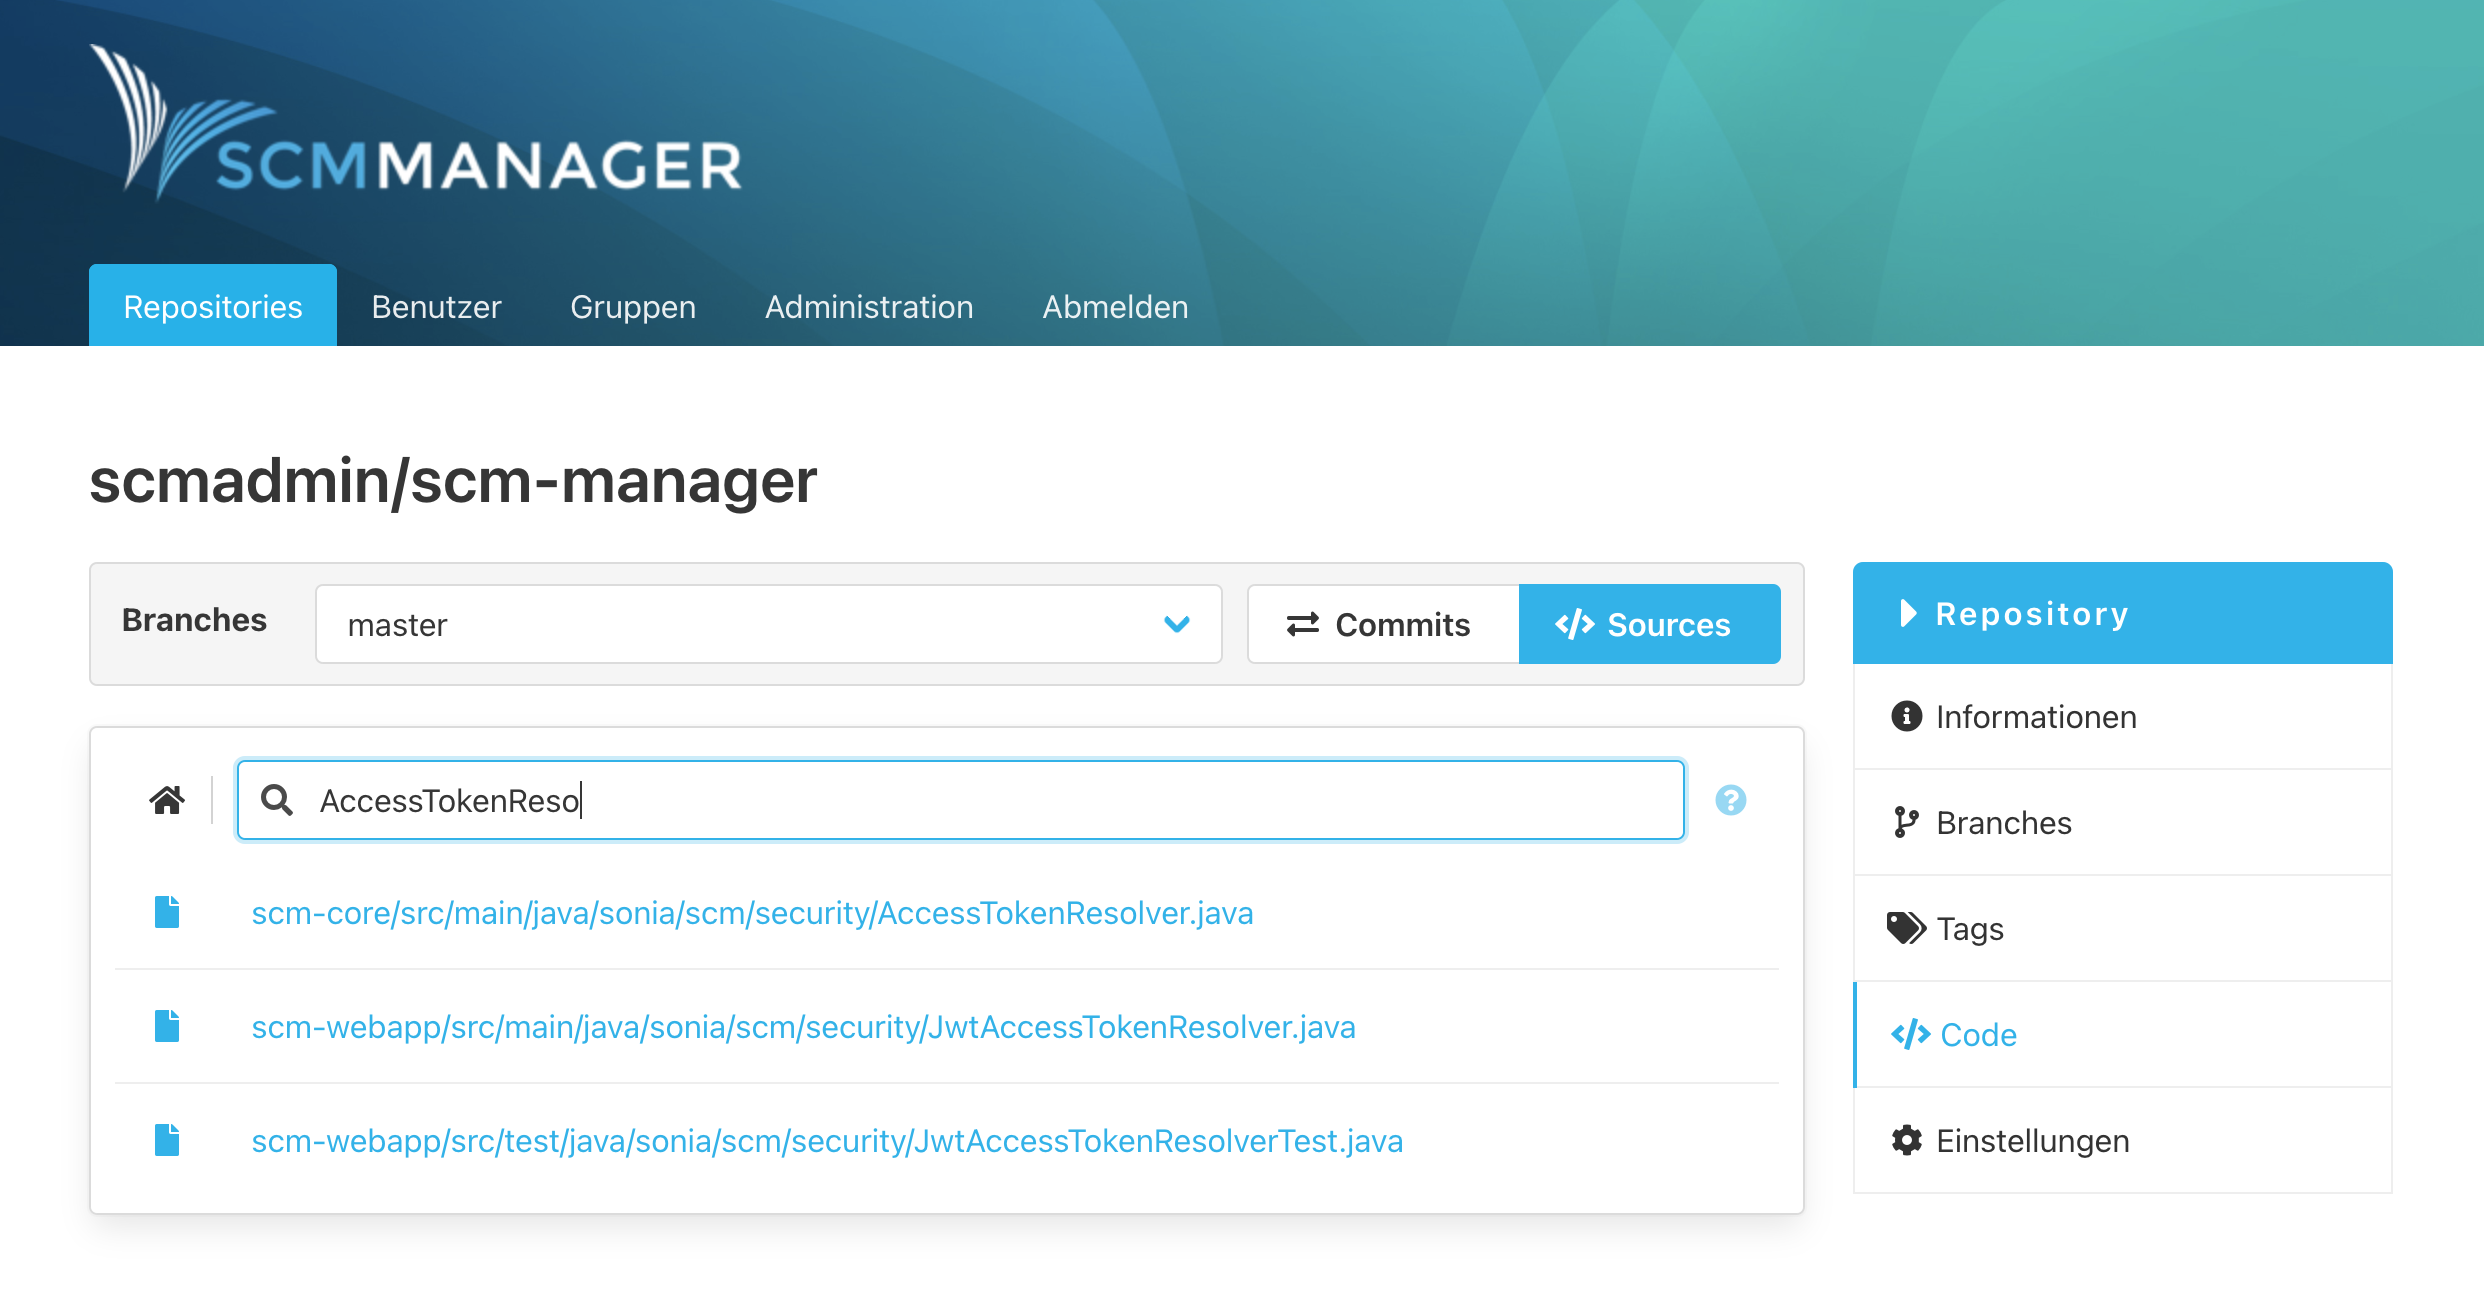 SCMMANAGER
Repositories Benutzer Gruppen Administration Abmelden
scmadmin/scm-manager
Branches master Commits Sources
AccessTokenReso
scm-core/src/main/java/sonia/scm/security/AccessTokenResolver.java
scm-webapp/src/main/java/sonia/scm/security/JwtAccessTokenResolver.java
scm-webapp/src/test/java/sonia/scm/security/JwtAccessTokenResolverTest.java
Repository
Informationen
Branches
Tags
Code
Einstellungen